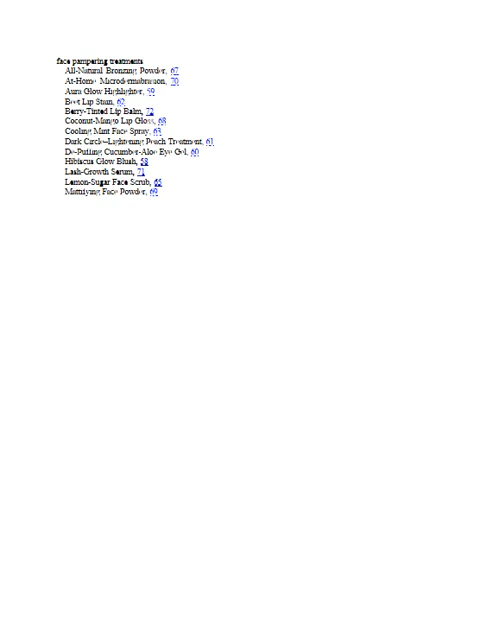 face pampering treatments
All-Natural Bronzing Powder, 67
At-Home Microdermabrasion, 70
Aura Glow Highlighter, 59
Beet Lip Stain, 62
Berry-Tinted Lip Balm, 72
Coconut-Mango Lip Gloss, 68
Cooling Mint Face Spray, 63
Dark Circle–Lightening Peach Treatment, 61
De-Puffing Cucumber-Aloe Eye Gel, 60
Hibiscus Glow Blush, 58
Lash-Growth Serum, 71
Lemon-Sugar Face Scrub, 65
Mattifying Face Powder, 69